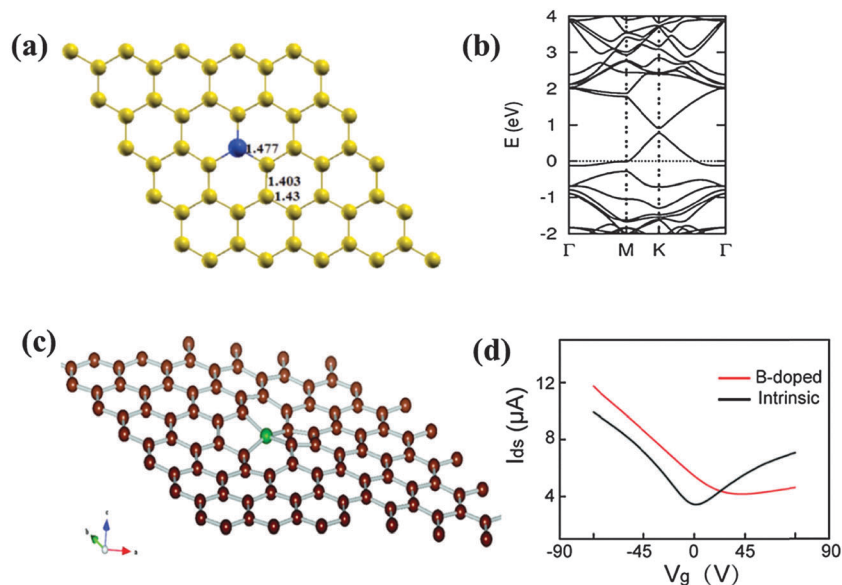 (a)
1.477
1.403
1.43
(b)
4
3
2
1
0
-1
-2
E (eV)
Γ M K Γ
(c)
b c a
(d)
12
8
4
Ids (μA)
B-doped
Intrinsic
-90 -45 0 45 90
Vg (V)